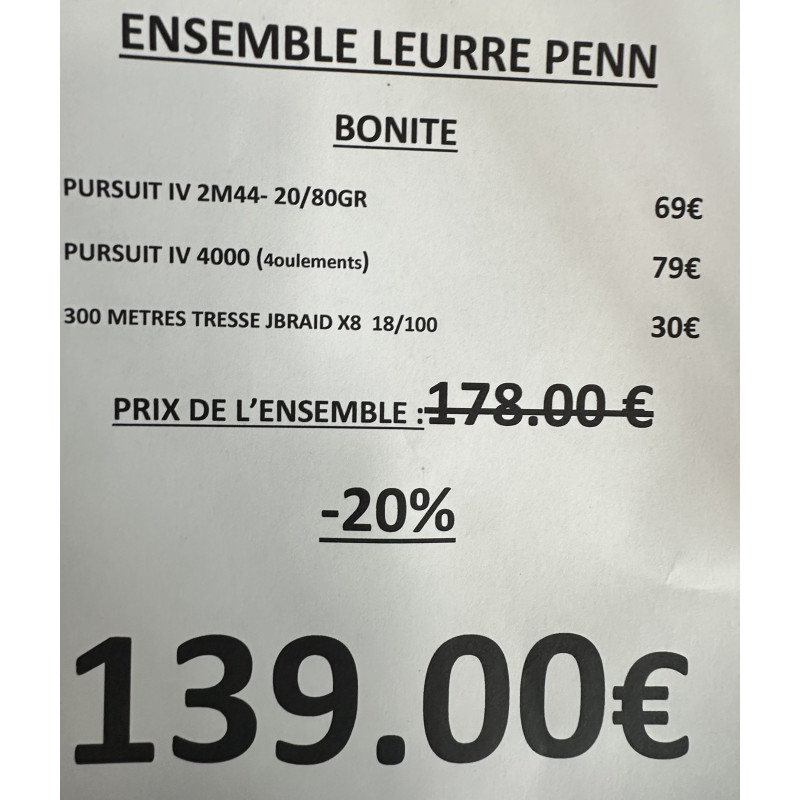 ENSEMBLE LEURRE PENN
BONITE
PURSUIT IV 2M44- 20/80GR 69€
PURSUIT IV 4000 (4oulements) 79€
300 METRES TRESSE JBRAID X8 18/100 30€
PRIX DE L’ENSEMBLE : 178.00 €
-20%
139.00€